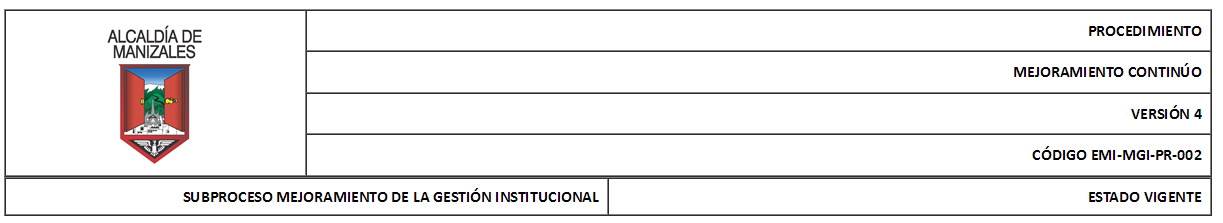 ALCALDÍA DE
MANIZALES
PROCEDIMIENTO
MEJORAMIENTO CONTINÚO
VERSIÓN 4
CÓDIGO EMI-MGI-PR-002
SUBPROCESO MEJORAMIENTO DE LA GESTIÓN INSTITUCIONAL
ESTADO VIGENTE